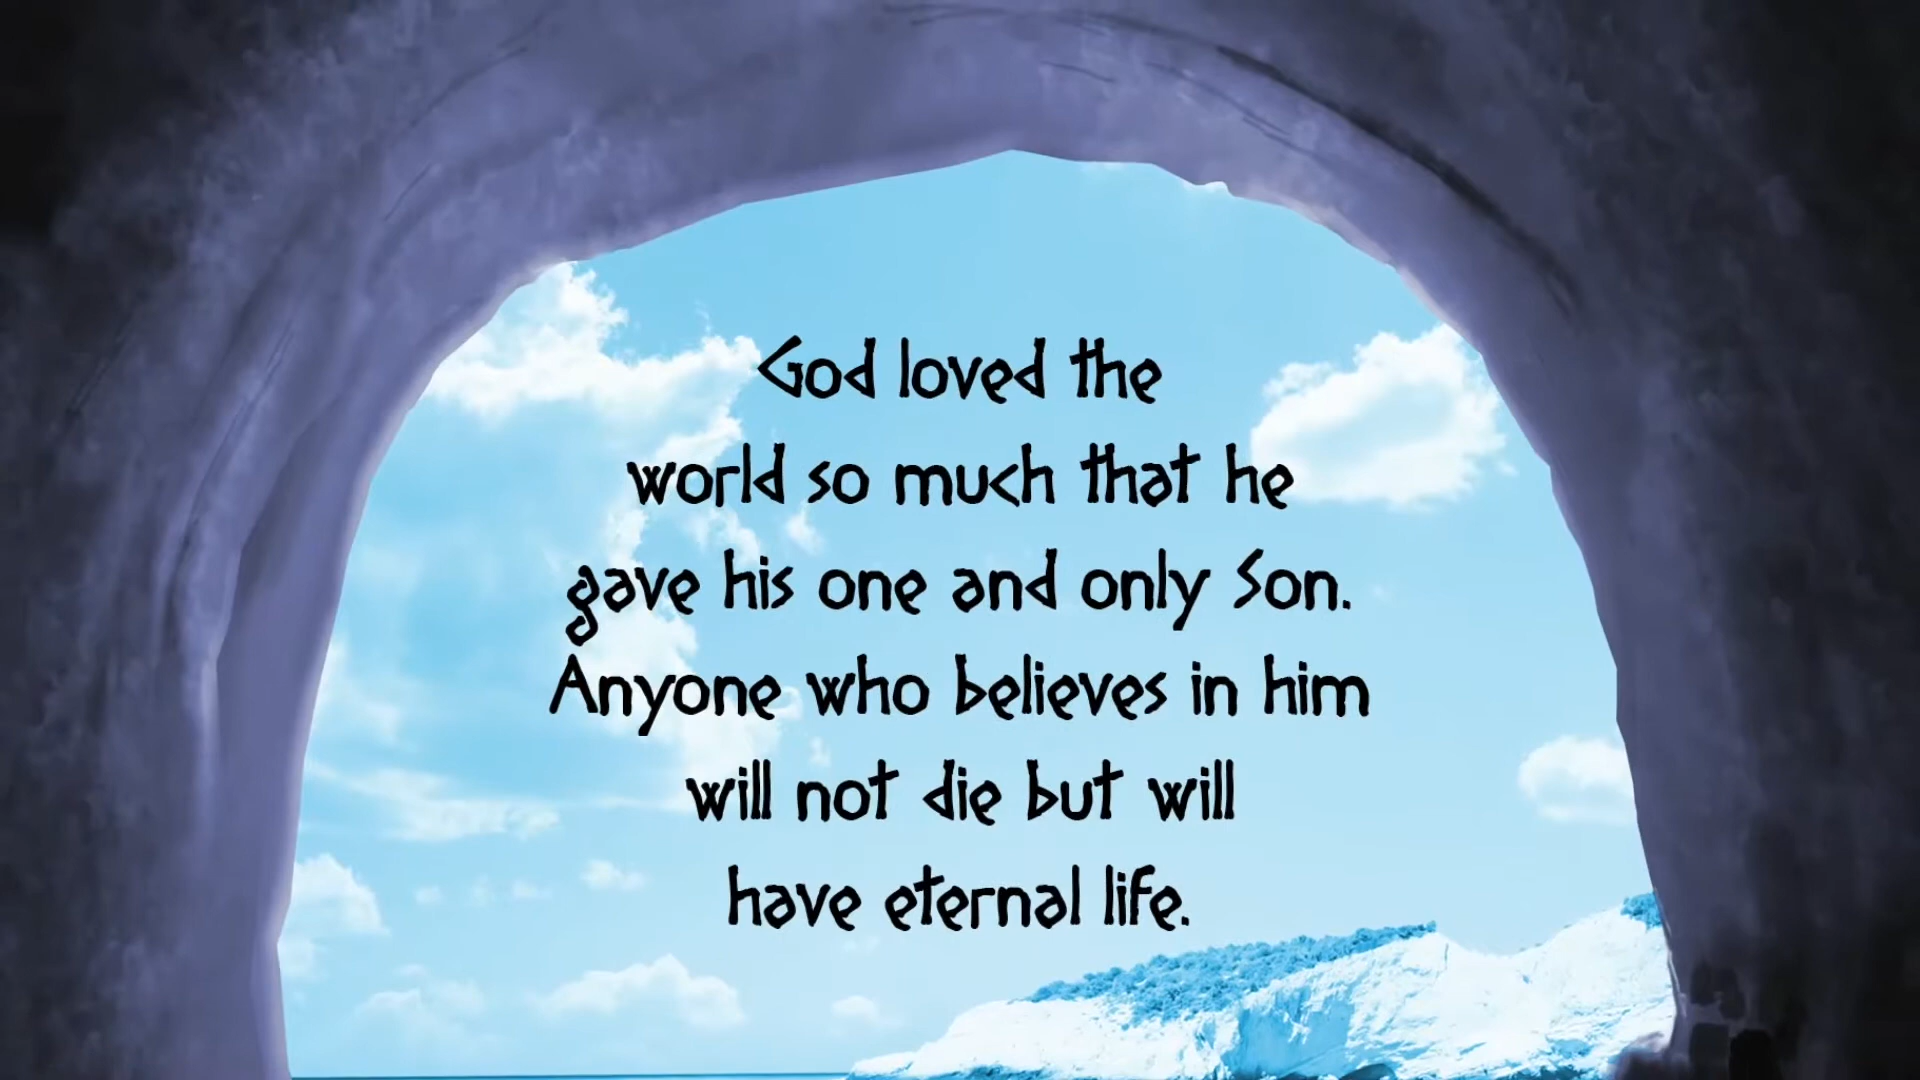 God loved the
world so much that he
gave his one and only Son.
Anyone who believes in him
will not die but will
have eternal life.